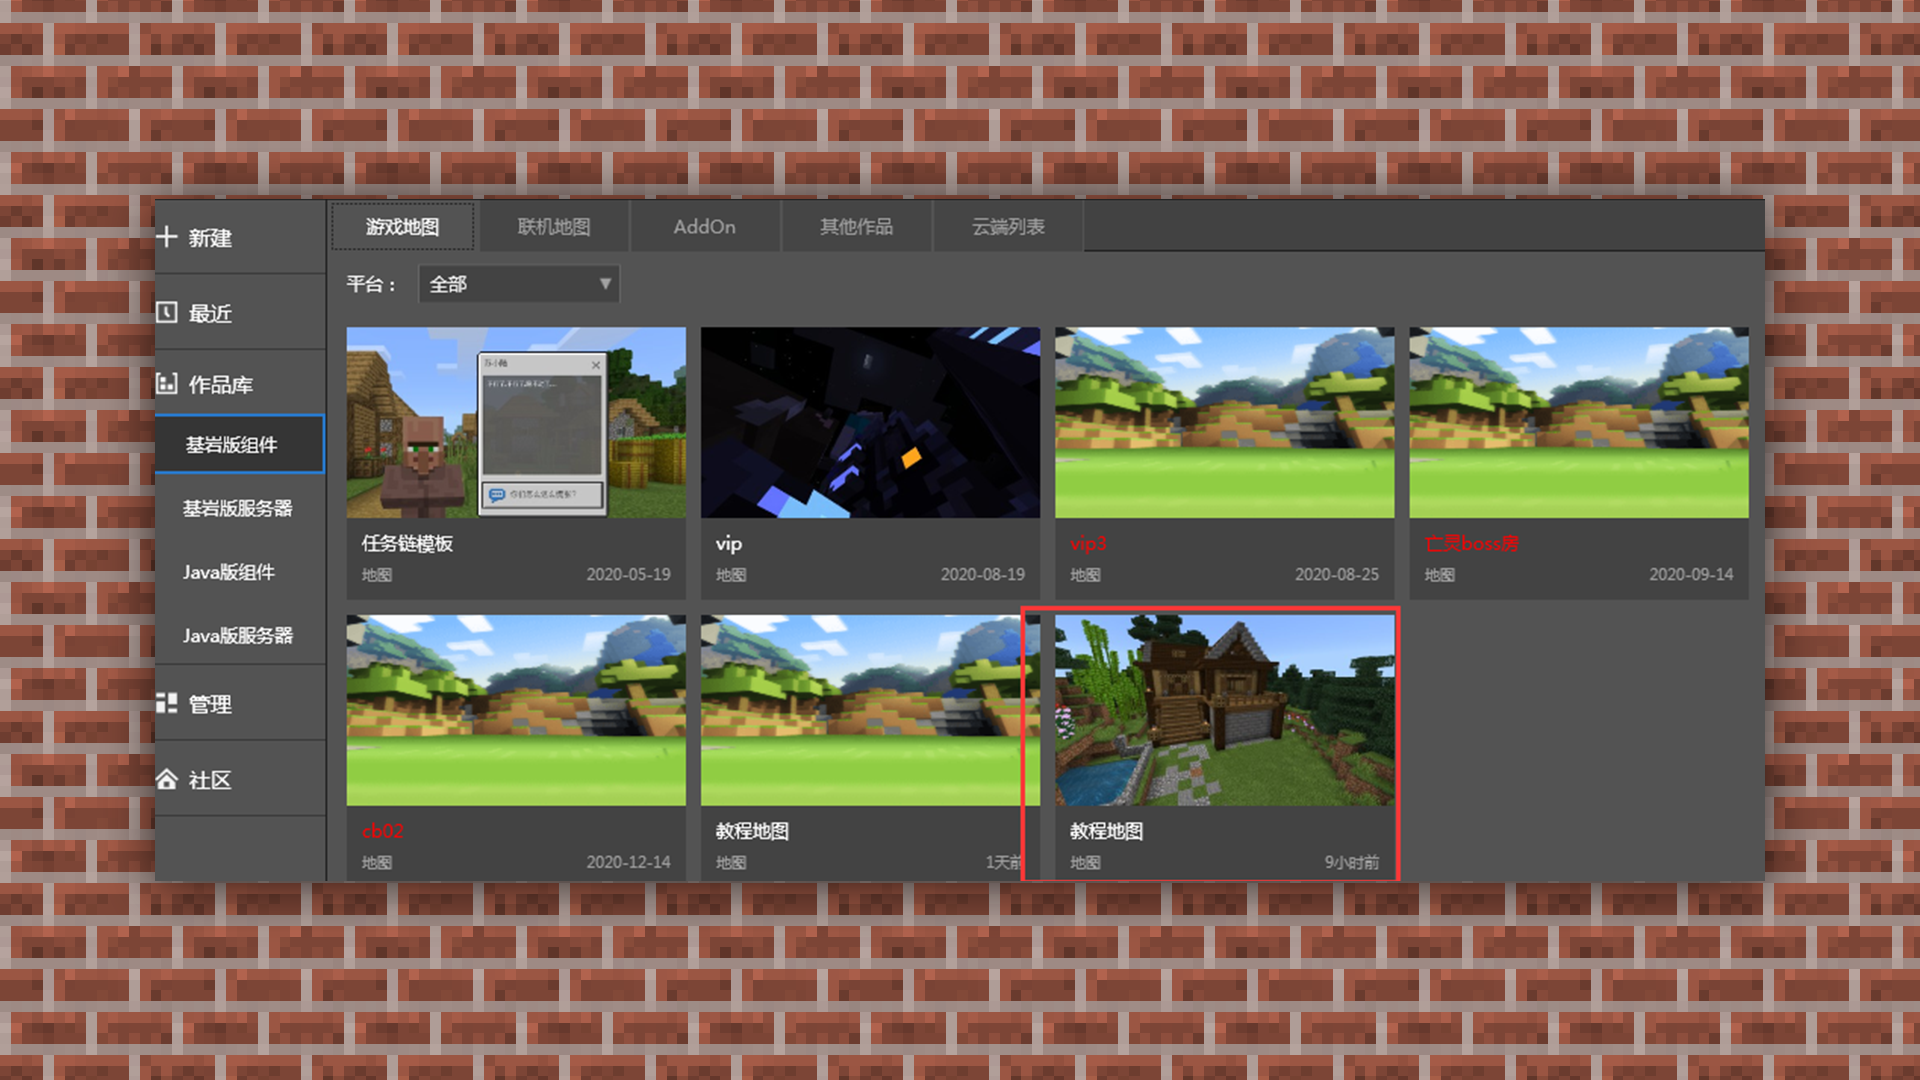 新建
最近
作品库
基岩版组件
基岩版服务器
Java版组件
Java版服务器
管理
社区
游戏地图 联机地图 AddOn 其他作品 云端列表
平台： 全部
任务链模板
地图 2020-05-19
vip
地图 2020-08-19
vip3
地图 2020-08-25
亡灵boss房
地图 2020-09-14
cb02
地图 2020-12-14
教程地图
地图 1天前
教程地图
地图 9小时前